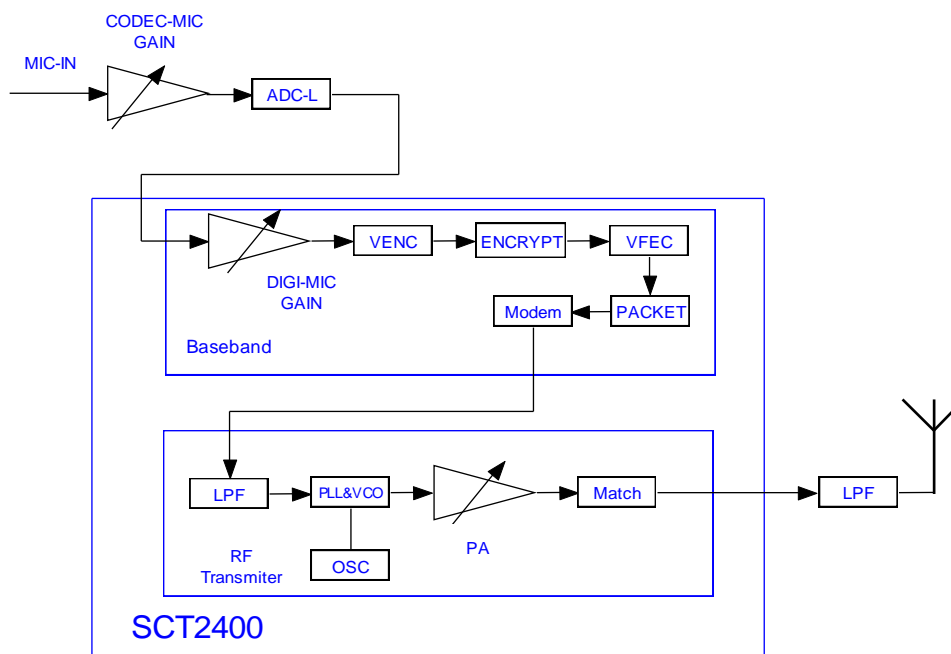 CODEC-MIC
GAIN
MIC-IN
ADC-L
VENC
ENCRYPT
VFEC
DIGI-MIC
GAIN
Modem
PACKET
Baseband
LPF
PLL&VCO
Match
LPF
PA
RF
Transmiter
OSC
SCT2400